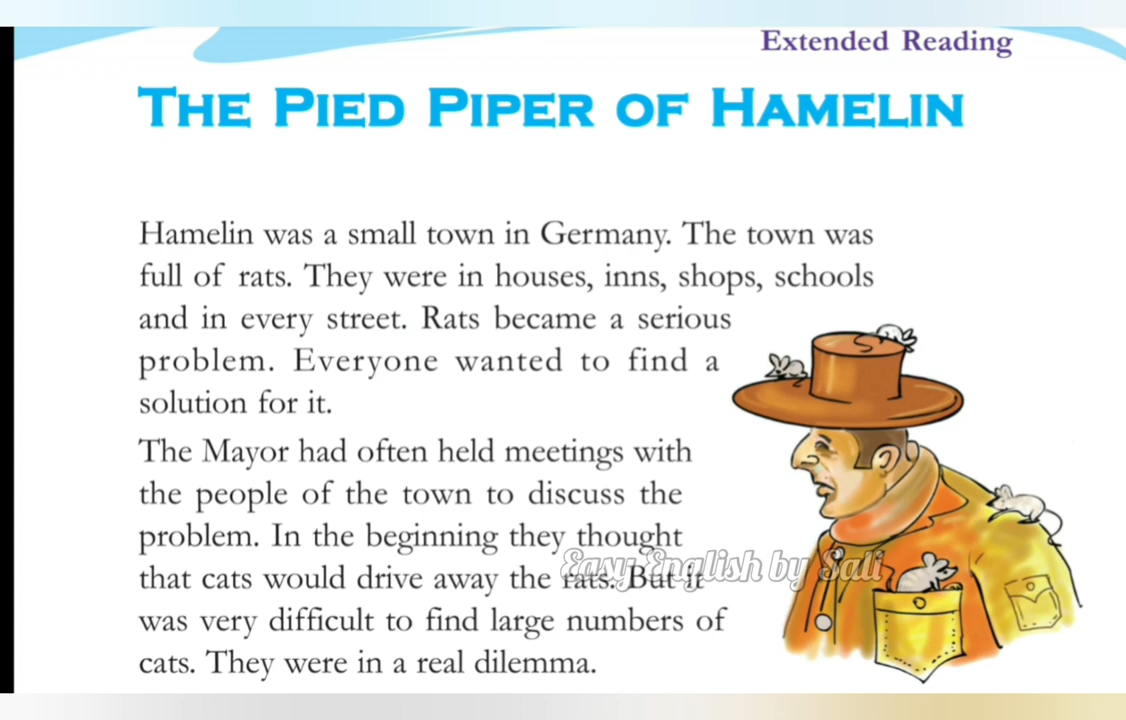 Extended Reading
THE PIED PIPER OF HAMELIN
Hamelin was a small town in Germany. The town was
full of rats. They were in houses, inns, shops, schools
and in every street. Rats became a serious
problem. Everyone wanted to find a
solution for it.
The Mayor had often held meetings with
the people of the town to discuss the
problem. In the beginning they thought
Easy English by Sali
that cats would drive away the rats. But it
was very difficult to find large numbers of
cats. They were in a real dilemma.